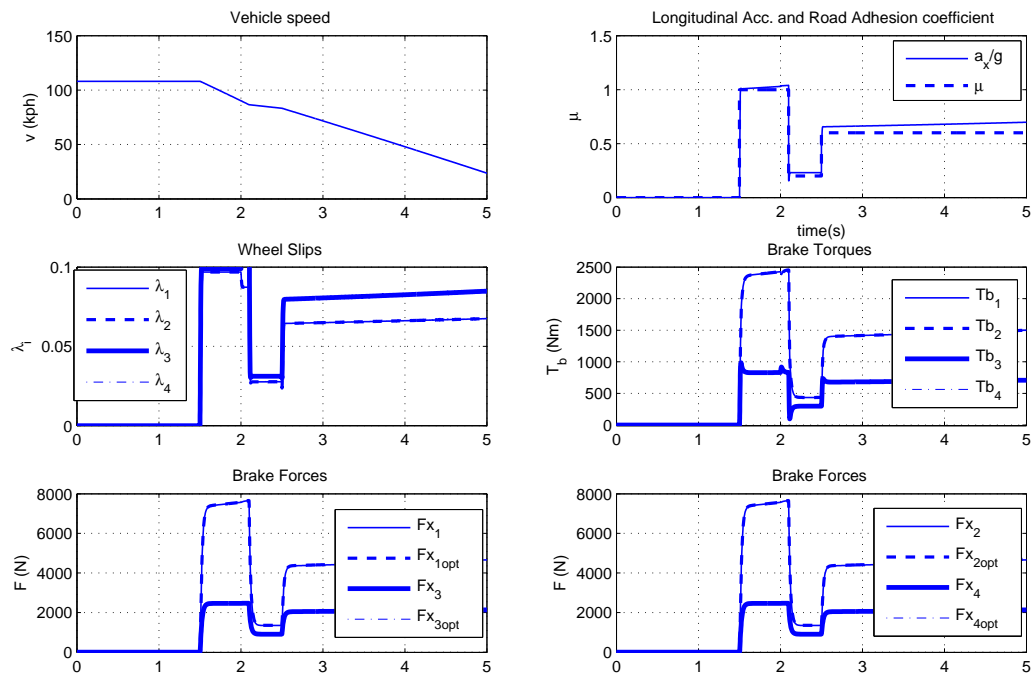 Vehicle speed
v (kph)
150
100
50
0
0 1 2 3 4 5
Longitudinal Acc. and Road Adhesion coefficient
μ
1.5
1
0.5
0
a_x/g
μ
0 1 2 3 4 5
time(s)
Wheel Slips
λ_i
0.1
0.05
0
λ_1
λ_2
λ_3
λ_4
0 1 2 3 4 5
Brake Torques
T_b (Nm)
2500
2000
1500
1000
500
0
Tb_1
Tb_2
Tb_3
Tb_4
0 1 2 3 4 5
Brake Forces
F (N)
8000
6000
4000
2000
0
Fx_1
Fx_1opt
Fx_3
Fx_3opt
0 1 2 3 4 5
Brake Forces
F (N)
8000
6000
4000
2000
0
Fx_2
Fx_2opt
Fx_4
Fx_4opt
0 1 2 3 4 5